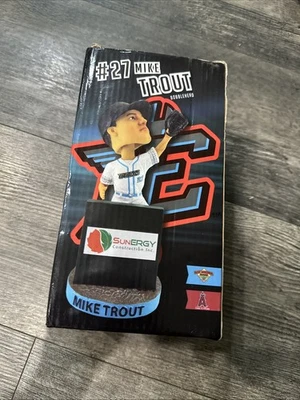 #27 MIKE
TROUT
BOBBLEHEAD
E
SUNERGY
Construction Inc.
MIKE TROUT
A